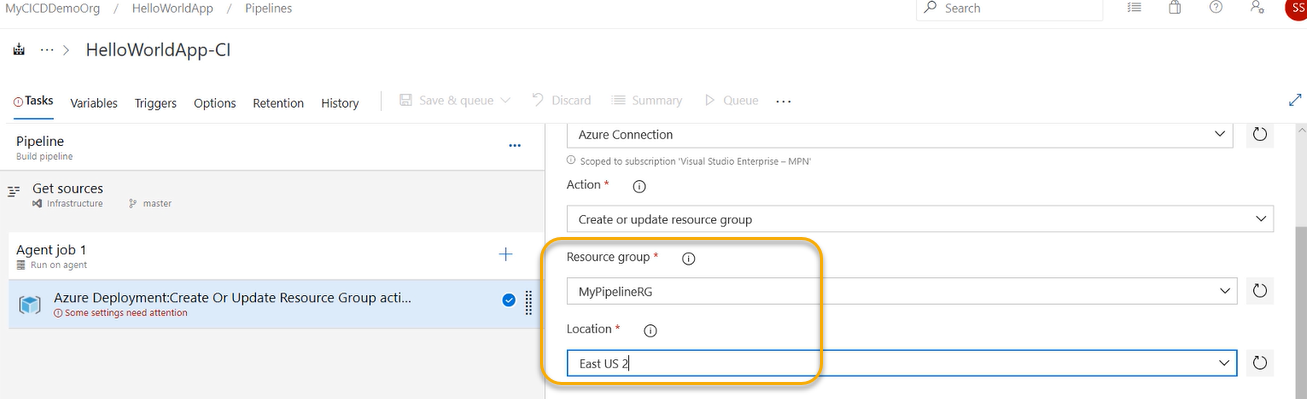 MyCICDDemoOrg / HelloWorldApp / Pipelines
Search
SS
··· > HelloWorldApp-CI
Tasks Variables Triggers Options Retention History Save & queue Discard Summary Queue ...
Pipeline
Build pipeline
Get sources
Infrastructure master
Agent job 1
Run on agent
Azure Deployment:Create Or Update Resource Group acti...
Some settings need attention
Azure Connection
Scoped to subscription 'Visual Studio Enterprise – MPN'
Action *
Create or update resource group
Resource group *
MyPipelineRG
Location *
East US 2